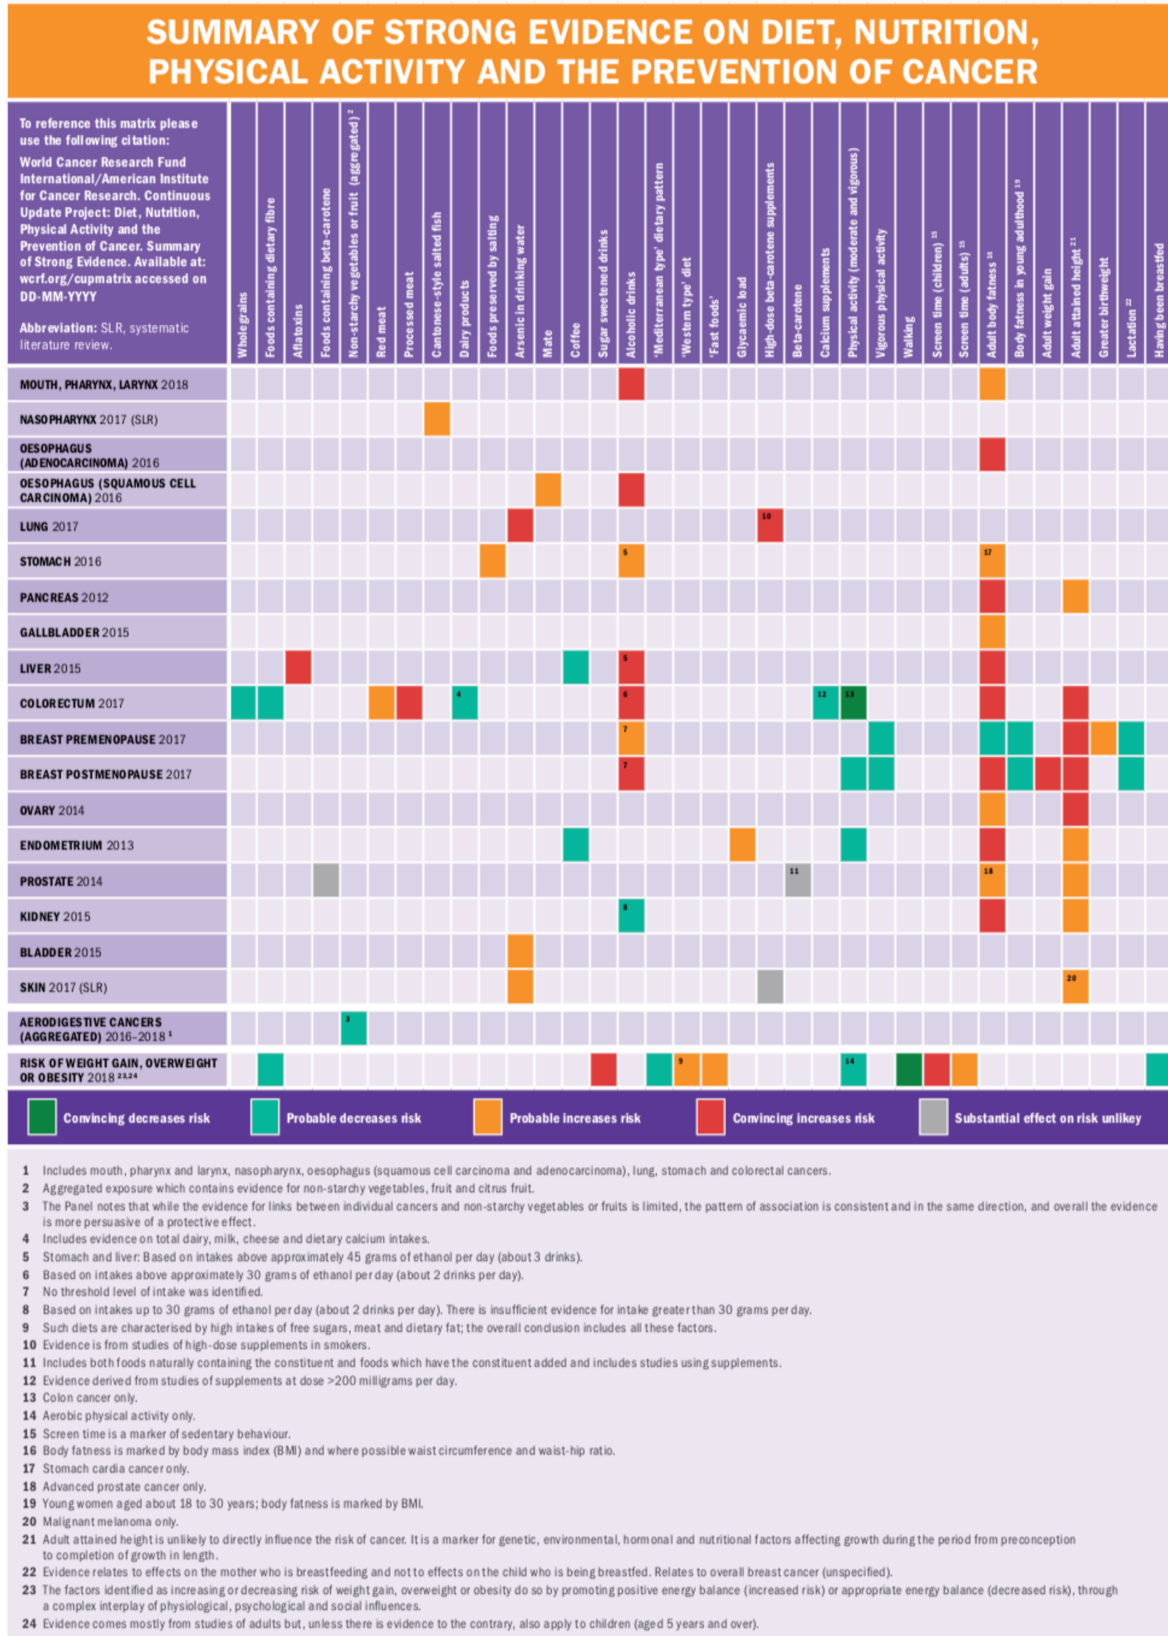 SUMMARY OF STRONG EVIDENCE ON DIET, NUTRITION,
PHYSICAL ACTIVITY AND THE PREVENTION OF CANCER
To reference this matrix please
use the following citation:
World Cancer Research Fund
International/American Institute
for Cancer Research. Continuous
Update Project: Diet, Nutrition,
Physical Activity and the
Prevention of Cancer. Summary
of Strong Evidence. Available at:
wcrf.org/cupmatrix accessed on
DD-MM-YYYY
Abbreviation: SLR, systematic
literature review.
Wholegrains
Foods containing dietary fibre
Aflatoxins
Foods containing beta-carotene
Non-starchy vegetables or fruit (aggregated) 2
Red meat
Processed meat
Cantonese-style salted fish
Dairy products
Foods preserved by salting
Arsenic in drinking water
Mate
Coffee
Sugar sweetened drinks
Alcoholic drinks
'Mediterranean type' dietary pattern
'Western type' diet
'Fast foods'
Glycaemic load
High-dose beta-carotene supplements
Beta-carotene
Calcium supplements
Physical activity (moderate and vigorous)
Vigorous physical activity
Walking
Screen time (children) 15
Screen time (adults) 15
Adult body fatness 16
Body fatness in young adulthood 19
Adult weight gain
Adult attained height 21
Greater birthweight
Lactation 22
Having been breastfed
MOUTH, PHARYNX, LARYNX 2018
NASOPHARYNX 2017 (SLR)
OESOPHAGUS
(ADENOCARCINOMA) 2016
OESOPHAGUS (SQUAMOUS CELL
CARCINOMA) 2016
LUNG 2017
10
STOMACH 2016
5
17
PANCREAS 2012
GALLBLADDER 2015
LIVER 2015
5
COLORECTUM 2017
4
6
12
13
BREAST PREMENOPAUSE 2017
7
BREAST POSTMENOPAUSE 2017
7
OVARY 2014
ENDOMETRIUM 2013
PROSTATE 2014
11
18
KIDNEY 2015
8
BLADDER 2015
SKIN 2017 (SLR)
20
AERODIGESTIVE CANCERS
(AGGREGATED) 2016–2018 1
3
RISK OF WEIGHT GAIN, OVERWEIGHT
OR OBESITY 2018 23,24
9
14
Convincing decreases risk
Probable decreases risk
Probable increases risk
Convincing increases risk
Substantial effect on risk unlikey
1 Includes mouth, pharynx and larynx, nasopharynx, oesophagus (squamous cell carcinoma and adenocarcinoma), lung, stomach and colorectal cancers.
2 Aggregated exposure which contains evidence for non-starchy vegetables, fruit and citrus fruit.
3 The Panel notes that while the evidence for links between individual cancers and non-starchy vegetables or fruits is limited, the pattern of association is consistent and in the same direction, and overall the evidence
is more persuasive of a protective effect.
4 Includes evidence on total dairy, milk, cheese and dietary calcium intakes.
5 Stomach and liver: Based on intakes above approximately 45 grams of ethanol per day (about 3 drinks).
6 Based on intakes above approximately 30 grams of ethanol per day (about 2 drinks per day).
7 No threshold level of intake was identified.
8 Based on intakes up to 30 grams of ethanol per day (about 2 drinks per day). There is insufficient evidence for intake greater than 30 grams per day.
9 Such diets are characterised by high intakes of free sugars, meat and dietary fat; the overall conclusion includes all these factors.
10 Evidence is from studies of high-dose supplements in smokers.
11 Includes both foods naturally containing the constituent and foods which have the constituent added and includes studies using supplements.
12 Evidence derived from studies of supplements at dose >200 milligrams per day.
13 Colon cancer only.
14 Aerobic physical activity only.
15 Screen time is a marker of sedentary behaviour.
16 Body fatness is marked by body mass index (BMI) and where possible waist circumference and waist-hip ratio.
17 Stomach cardia cancer only.
18 Advanced prostate cancer only.
19 Young women aged about 18 to 30 years; body fatness is marked by BMI.
20 Malignant melanoma only.
21 Adult attained height is unlikely to directly influence the risk of cancer. It is a marker for genetic, environmental, hormonal and nutritional factors affecting growth during the period from preconception
to completion of growth in length.
22 Evidence relates to effects on the mother who is breastfeeding and not to effects on the child who is being breastfed. Relates to overall breast cancer (unspecified).
23 The factors identified as increasing or decreasing risk of weight gain, overweight or obesity do so by promoting positive energy balance (increased risk) or appropriate energy balance (decreased risk), through
a complex interplay of physiological, psychological and social influences.
24 Evidence comes mostly from studies of adults but, unless there is evidence to the contrary, also apply to children (aged 5 years and over).